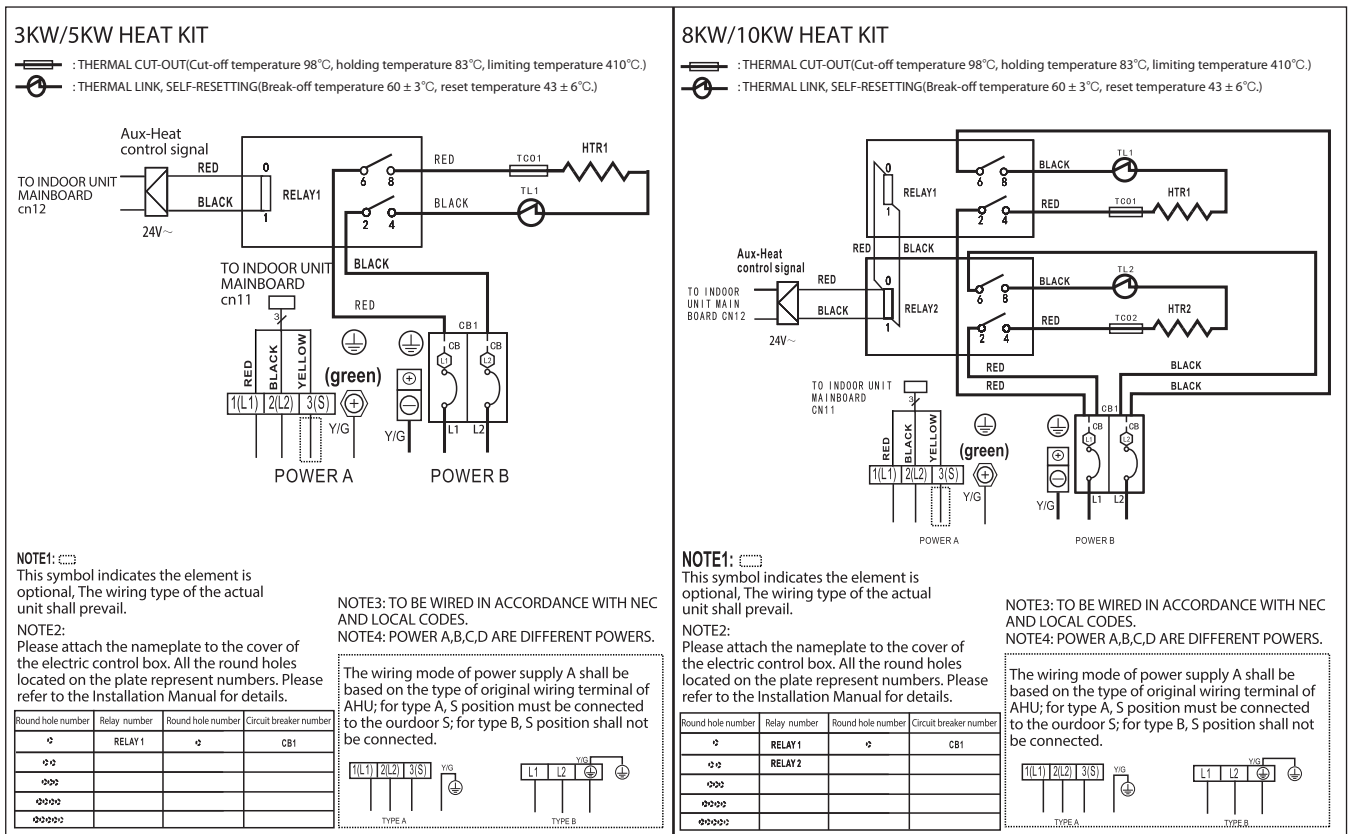 3KW/5KW HEAT KIT
: THERMAL CUT-OUT(Cut-off temperature 98℃, holding temperature 83℃, limiting temperature 410℃.)
: THERMAL LINK, SELF-RESETTING(Break-off temperature 60 ± 3℃, reset temperature 43 ± 6℃.)
Aux-Heat
control signal
TO INDOOR UNIT
MAINBOARD
cn12
RED
BLACK
24V～
0
1
RELAY1
6 8
2 4
RED
TCO1
HTR1
BLACK
TL1
BLACK
RED
TO INDOOR UNIT
MAINBOARD
cn11
3
RED
BLACK
YELLOW
(green)
1(L1) 2(L2) 3(S)
Y/G
Y/G
CB1
CB CB
L1 L2
L1 L2
POWER A
POWER B
NOTE1:
This symbol indicates the element is
optional, The wiring type of the actual
unit shall prevail.
NOTE2:
Please attach the nameplate to the cover of
the electric control box. All the round holes
located on the plate represent numbers. Please
refer to the Installation Manual for details.
Round hole number Relay number Round hole number Circuit breaker number
RELAY 1 CB1
NOTE3: TO BE WIRED IN ACCORDANCE WITH NEC
AND LOCAL CODES.
NOTE4: POWER A,B,C,D ARE DIFFERENT POWERS.
The wiring mode of power supply A shall be
based on the type of original wiring terminal of
AHU; for type A, S position must be connected
to the ourdoor S; for type B, S position shall not
be connected.
1(L1) 2(L2) 3(S) Y/G
TYPE A
L1 L2 Y/G
TYPE B
8KW/10KW HEAT KIT
: THERMAL CUT-OUT(Cut-off temperature 98℃, holding temperature 83℃, limiting temperature 410℃.)
: THERMAL LINK, SELF-RESETTING(Break-off temperature 60 ± 3℃, reset temperature 43 ± 6℃.)
0
1
RELAY1
6 8
2 4
BLACK
TL1
HTR1
RED
TCO1
RED
BLACK
Aux-Heat
control signal
TO INDOOR
UNIT MAIN
BOARD CN12
RED
BLACK
24V～
0
1
RELAY2
6 8
2 4
BLACK
TL2
HTR2
RED
TCO2
RED
RED
BLACK
BLACK
TO INDOOR UNIT
MAINBOARD
CN11
3
RED
BLACK
YELLOW
(green)
1(L1) 2(L2) 3(S)
Y/G
Y/G
CB1
CB CB
L1 L2
L1 L2
POWER A
POWER B
NOTE1:
This symbol indicates the element is
optional, The wiring type of the actual
unit shall prevail.
NOTE2:
Please attach the nameplate to the cover of
the electric control box. All the round holes
located on the plate represent numbers. Please
refer to the Installation Manual for details.
Round hole number Relay number Round hole number Circuit breaker number
RELAY 1 CB1
RELAY 2
NOTE3: TO BE WIRED IN ACCORDANCE WITH NEC
AND LOCAL CODES.
NOTE4: POWER A,B,C,D ARE DIFFERENT POWERS.
The wiring mode of power supply A shall be
based on the type of original wiring terminal of
AHU; for type A, S position must be connected
to the ourdoor S; for type B, S position shall not
be connected.
1(L1) 2(L2) 3(S) Y/G
TYPE A
L1 L2 Y/G
TYPE B